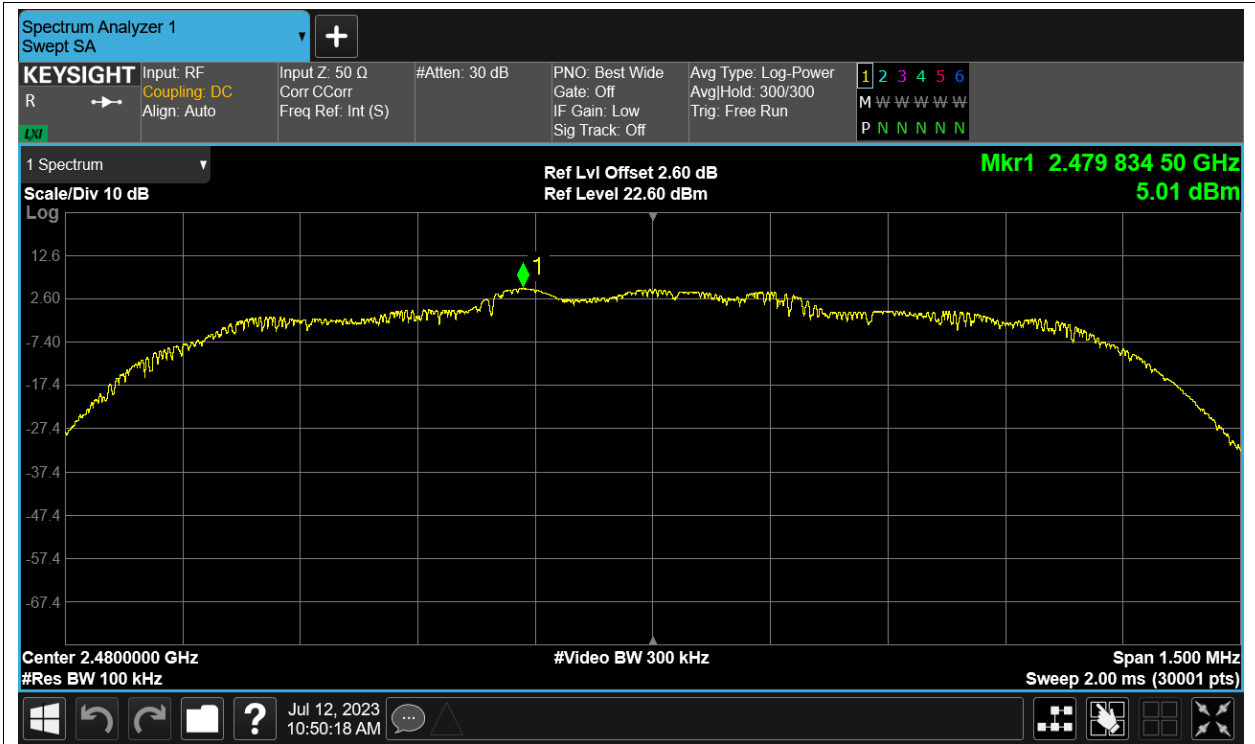 Spectrum Analyzer 1
Swept SA
KEYSIGHT
R
LXI
Input: RF
Coupling: DC
Align: Auto
Input Z: 50 Ω
Corr CCorr
Freq Ref: Int (S)
#Atten: 30 dB
PNO: Best Wide
Gate: Off
IF Gain: Low
Sig Track: Off
Avg Type: Log-Power
Avg|Hold: 300/300
Trig: Free Run
1 2 3 4 5 6
M W W W W W
P N N N N N
1 Spectrum
Scale/Div 10 dB
Log
Ref Lvl Offset 2.60 dB
Ref Level 22.60 dBm
Mkr1 2.479 834 50 GHz
5.01 dBm
1
12.6
2.60
-7.40
-17.4
-27.4
-37.4
-47.4
-57.4
-67.4
Center 2.4800000 GHz
#Res BW 100 kHz
#Video BW 300 kHz
Span 1.500 MHz
Sweep 2.00 ms (30001 pts)
?
Jul 12, 2023
10:50:18 AM